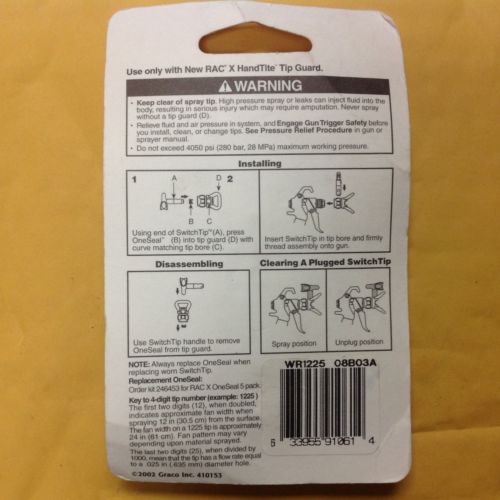 Use only with New RAC® X HandTite™ Tip Guard.
⚠ WARNING
• Keep clear of spray tip. High pressure spray or leaks can inject fluid into the
body, resulting in serious injury which may require amputation. Never spray
without a tip guard (D).
• Relieve fluid and air pressure in system, and Engage Gun Trigger Safety before
you install, clean, or change tips. See Pressure Relief Procedure in gun or
sprayer manual.
• Do not exceed 4050 psi (280 bar, 28 MPa) maximum working pressure.
Installing
1 A D 2
B C
Using end of SwitchTip™(A), press
OneSeal™ (B) into tip guard (D) with
curve matching tip bore (C).
Insert SwitchTip in tip bore and firmly
thread assembly onto gun.
Disassembling
Clearing A Plugged SwitchTip
Use SwitchTip handle to remove
OneSeal from tip guard.
Spray position
Unplug position
NOTE: Always replace OneSeal when
replacing worn SwitchTip.
Replacement OneSeal:
Order kit 246453 for RAC X OneSeal 5 pack.
Key to 4-digit tip number (example: 1225)
The first two digits (12), when doubled,
indicates approximate fan width when
spraying 12 in (30.5 cm) from the surface.
The fan width on a 1225 tip is approximately
24 in (61 cm). Fan pattern may vary
depending upon material sprayed.
The last two digits (25), when divided by
1000, mean that the tip has a flow rate equal
to a .025 in (.635 mm) diameter hole.
©2002 Graco Inc. 410153
WR1225 08B03A
6 33955 91061 4